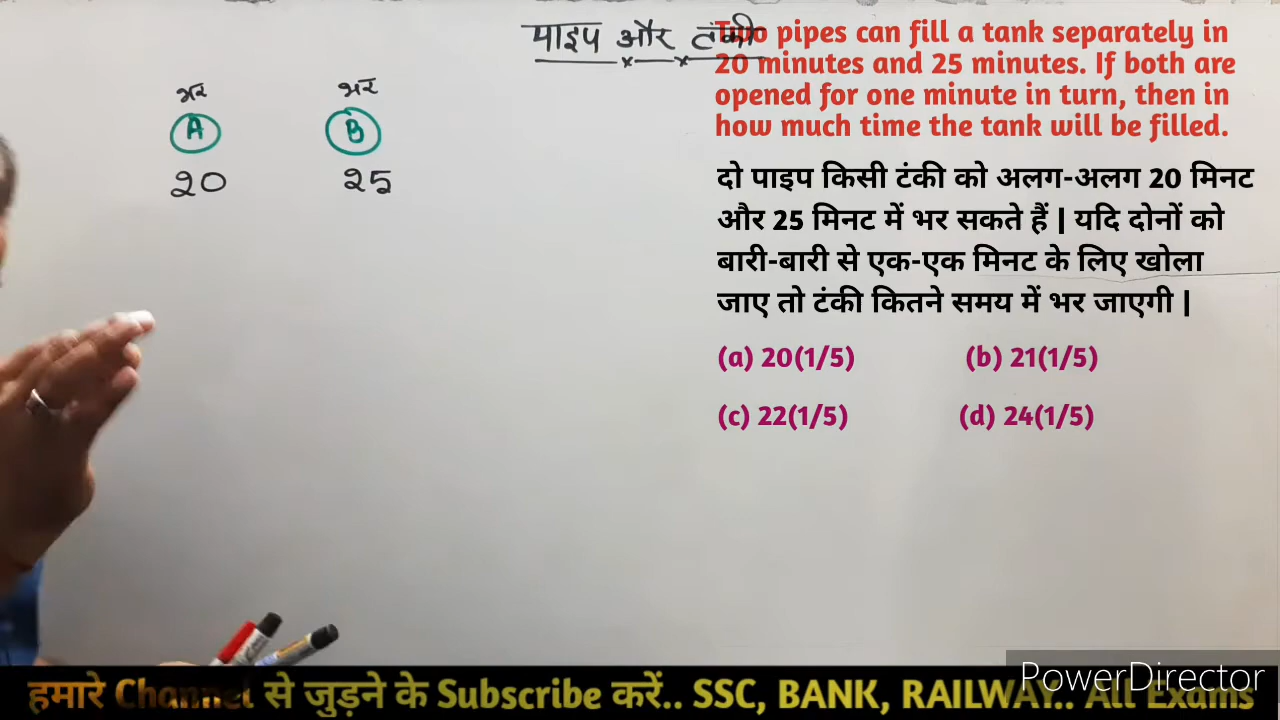 पाइप और टंकी
भर भर
A B
20 25
Two pipes can fill a tank separately in
20 minutes and 25 minutes. If both are
opened for one minute in turn, then in
how much time the tank will be filled.
दो पाइप किसी टंकी को अलग-अलग 20 मिनट
और 25 मिनट में भर सकते हैं | यदि दोनों को
बारी-बारी से एक-एक मिनट के लिए खोला
जाए तो टंकी कितने समय में भर जाएगी |
(a) 20(1/5) (b) 21(1/5)
(c) 22(1/5) (d) 24(1/5)
PowerDirector
हमारे Channel से जुड़ने के Subscribe करें.. SSC, BANK, RAILWAY.. All Exams